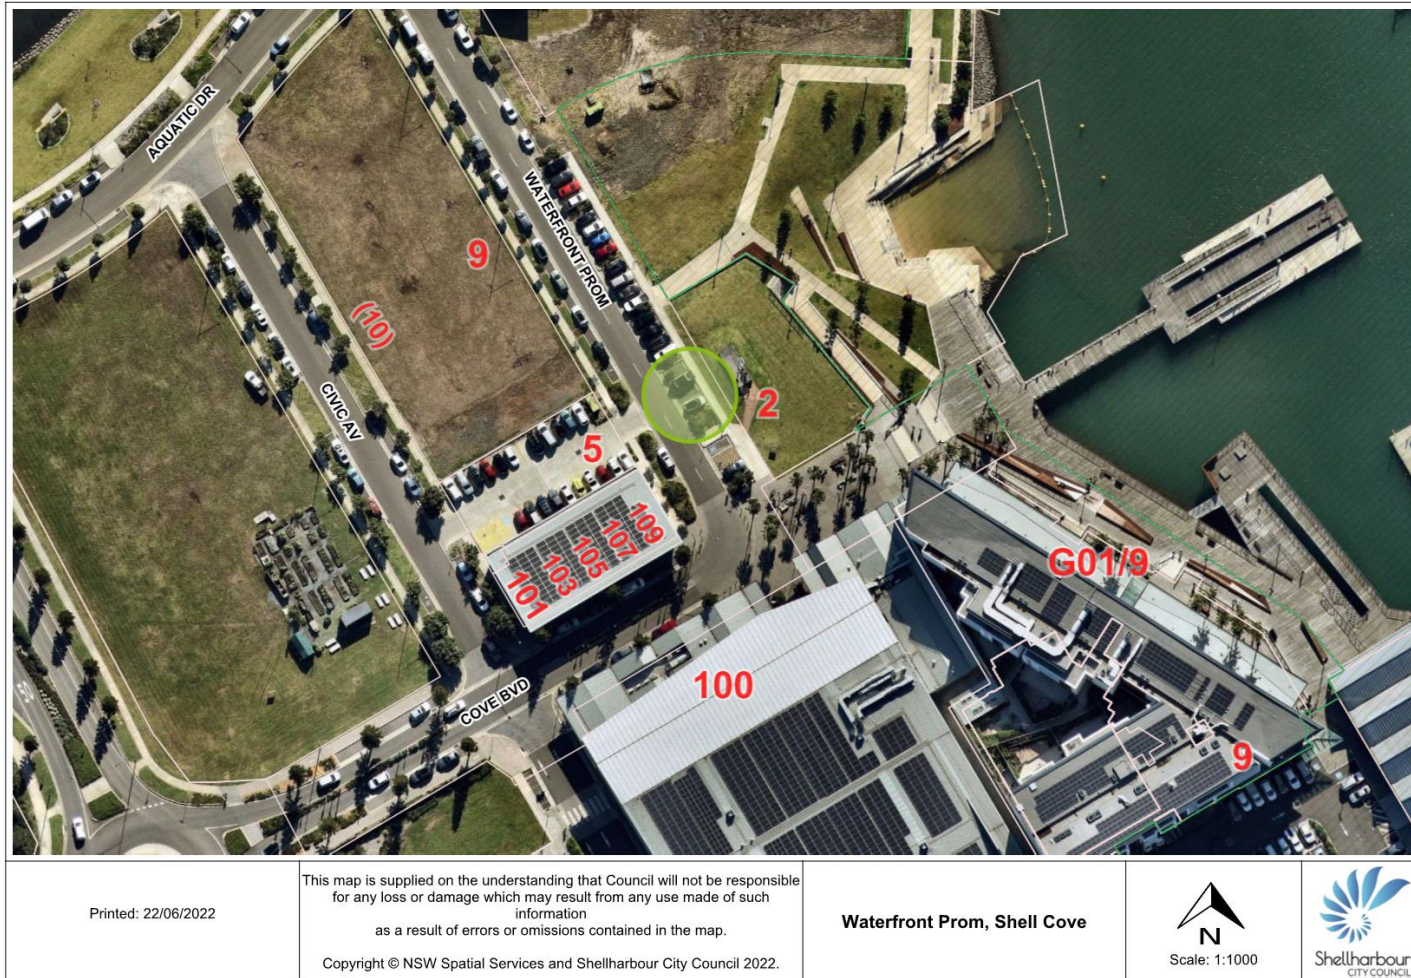 AQUATIC DR
WATERFRONT PROM
9
(10)
CIVIC AV
2
5
109
107
105
103
101
G01/9
100
COVE BVD
9
Printed: 22/06/2022
This map is supplied on the understanding that Council will not be responsible
for any loss or damage which may result from any use made of such
information
as a result of errors or omissions contained in the map.
Copyright © NSW Spatial Services and Shellharbour City Council 2022.
Waterfront Prom, Shell Cove
N
Scale: 1:1000
Shellharbour
CITY COUNCIL